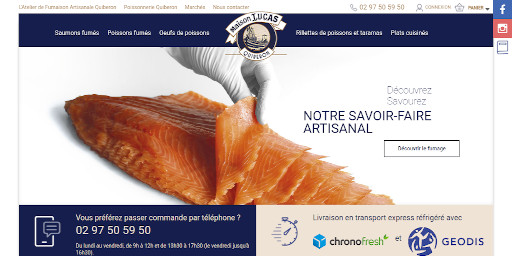 L'Atelier de Fumaison Artisanale Quiberon Poissonnerie Quiberon Marchés Nous contacter 02 97 50 59 50 CONNEXION PANIER
Saumons fumés Poissons fumés Oeufs de poissons Rillettes de poissons et taramas Plats cuisinés
Maison LUCAS
QUIBERON
Découvrez
Savourez
NOTRE SAVOIR-FAIRE
ARTISANAL
Découvrir le fumage
Vous préférez passer commande par téléphone ?
02 97 50 59 50
Du lundi au vendredi, de 9h à 12h et de 13h30 à 17h30 (le vendredi jusqu'à
16h30)
Livraison en transport express réfrigéré avec
chronofresh et GEODIS